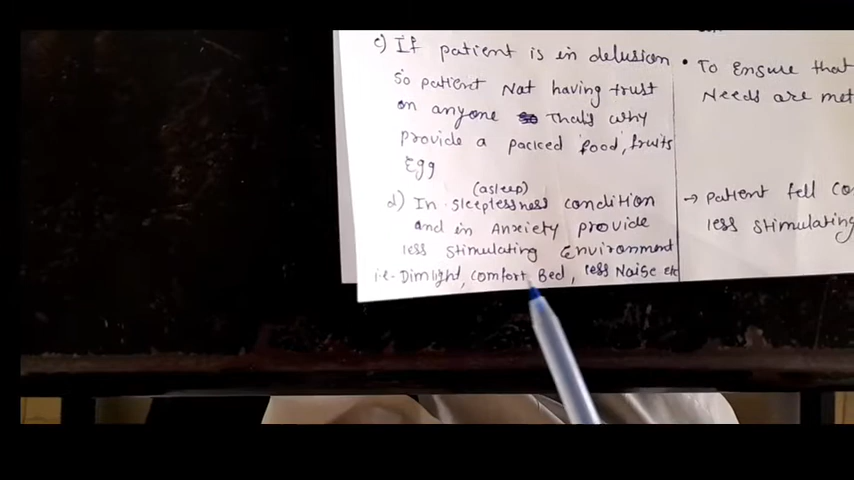 c) If patient is in delusion
So patient Nat having trust
on anyone That's why
provide a packed food, fruits
Egg
(asleep)
d) In sleeplessness condition
and in Anxiety provide
less stimulating Environment
i.e- Dimlight, comfort Bed, less Noise etc
• To Ensure that
Needs are met
→ patient fell co
less stimulating